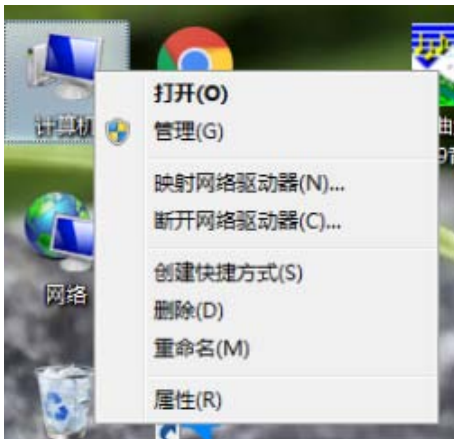 计算机
打开(O)
管理(G)
映射网络驱动器(N)...
断开网络驱动器(C)...
网络
创建快捷方式(S)
删除(D)
重命名(M)
属性(R)